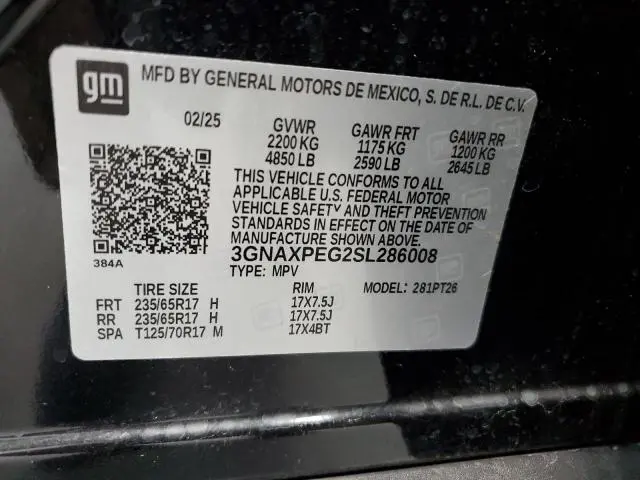 gm
MFD BY GENERAL MOTORS DE MEXICO, S. DE R.L. DE C.V.
02/25 GVWR GAWR FRT GAWR RR
2200 KG 1175 KG 1200 KG
4850 LB 2590 LB 2645 LB
THIS VEHICLE CONFORMS TO ALL
APPLICABLE U.S. FEDERAL MOTOR
VEHICLE SAFETY AND THEFT PREVENTION
STANDARDS IN EFFECT ON THE DATE OF
MANUFACTURE SHOWN ABOVE.
384A
3GNAXPEG2SL286008
TYPE: MPV
TIRE SIZE RIM MODEL: 281PT26
FRT 235/65R17 H 17X7.5J
RR 235/65R17 H 17X7.5J
SPA T125/70R17 M 17X4BT